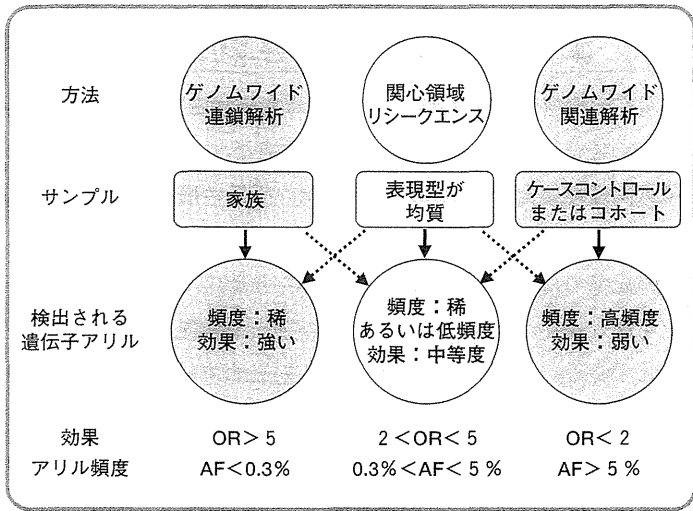 方法
ゲノムワイド
連鎖解析
関心領域
リシークエンス
ゲノムワイド
関連解析
サンプル
家族
表現型が
均質
ケースコントロール
またはコホート
検出される
遺伝子アリル
頻度：稀
効果：強い
頻度：稀
あるいは低頻度
効果：中等度
頻度：高頻度
効果：弱い
効果 OR＞5 2＜OR＜5 OR＜2
アリル頻度 AF＜0.3% 0.3%＜AF＜5% AF＞5%